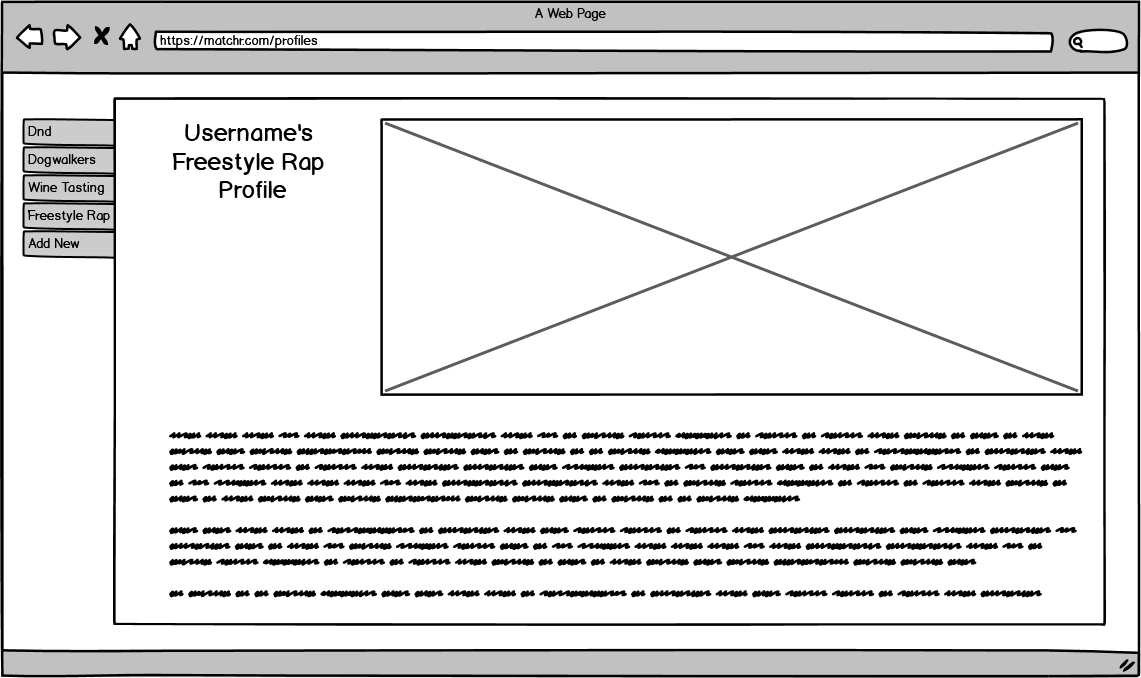 A Web Page
https://matchr.com/profiles
Dnd
Dogwalkers
Wine Tasting
Freestyle Rap
Add New
Username's
Freestyle Rap
Profile